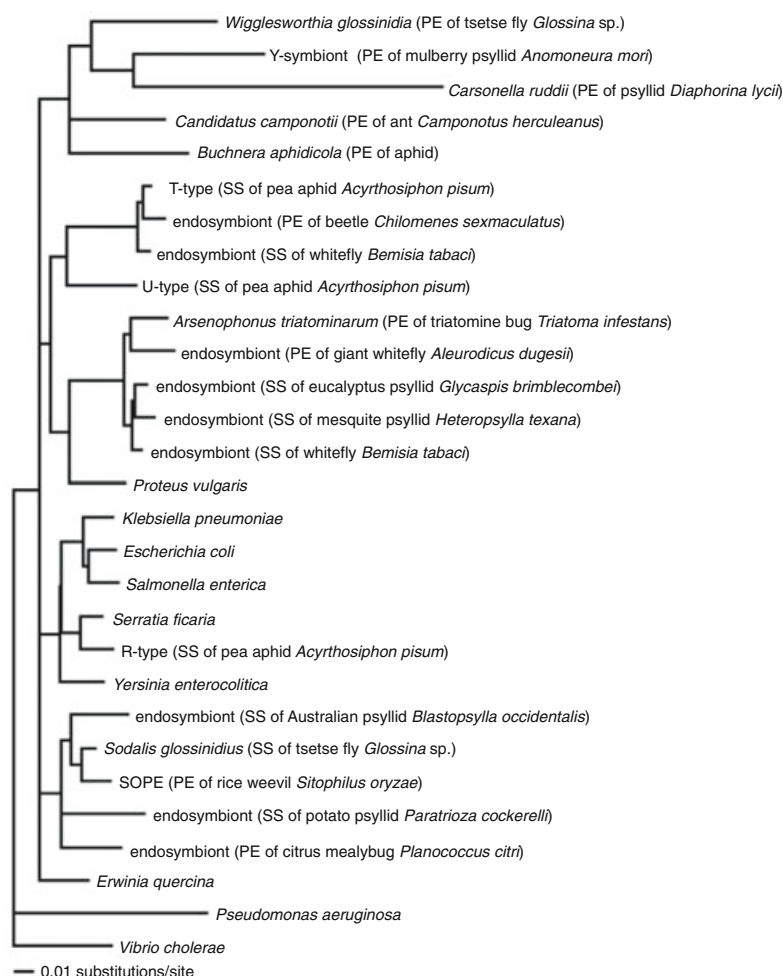 Wigglesworthia glossinidia (PE of tsetse fly Glossina sp.)
Y-symbiont (PE of mulberry psyllid Anomoneura mori)
Carsonella ruddii (PE of psyllid Diaphorina lycii)
Candidatus camponotii (PE of ant Camponotus herculeanus)
Buchnera aphidicola (PE of aphid)
T-type (SS of pea aphid Acyrthosiphon pisum)
endosymbiont (PE of beetle Chilomenes sexmaculatus)
endosymbiont (SS of whitefly Bemisia tabaci)
U-type (SS of pea aphid Acyrthosiphon pisum)
Arsenophonus triatominarum (PE of triatomine bug Triatoma infestans)
endosymbiont (PE of giant whitefly Aleurodicus dugesii)
endosymbiont (SS of eucalyptus psyllid Glycaspis brimblecombei)
endosymbiont (SS of mesquite psyllid Heteropsylla texana)
endosymbiont (SS of whitefly Bemisia tabaci)
Proteus vulgaris
Klebsiella pneumoniae
Escherichia coli
Salmonella enterica
Serratia ficaria
R-type (SS of pea aphid Acyrthosiphon pisum)
Yersinia enterocolitica
endosymbiont (SS of Australian psyllid Blastopsylla occidentalis)
Sodalis glossinidius (SS of tsetse fly Glossina sp.)
SOPE (PE of rice weevil Sitophilus oryzae)
endosymbiont (SS of potato psyllid Paratrioza cockerelli)
endosymbiont (PE of citrus mealybug Planococcus citri)
Erwinia quercina
Pseudomonas aeruginosa
Vibrio cholerae
0.01 substitutions/site